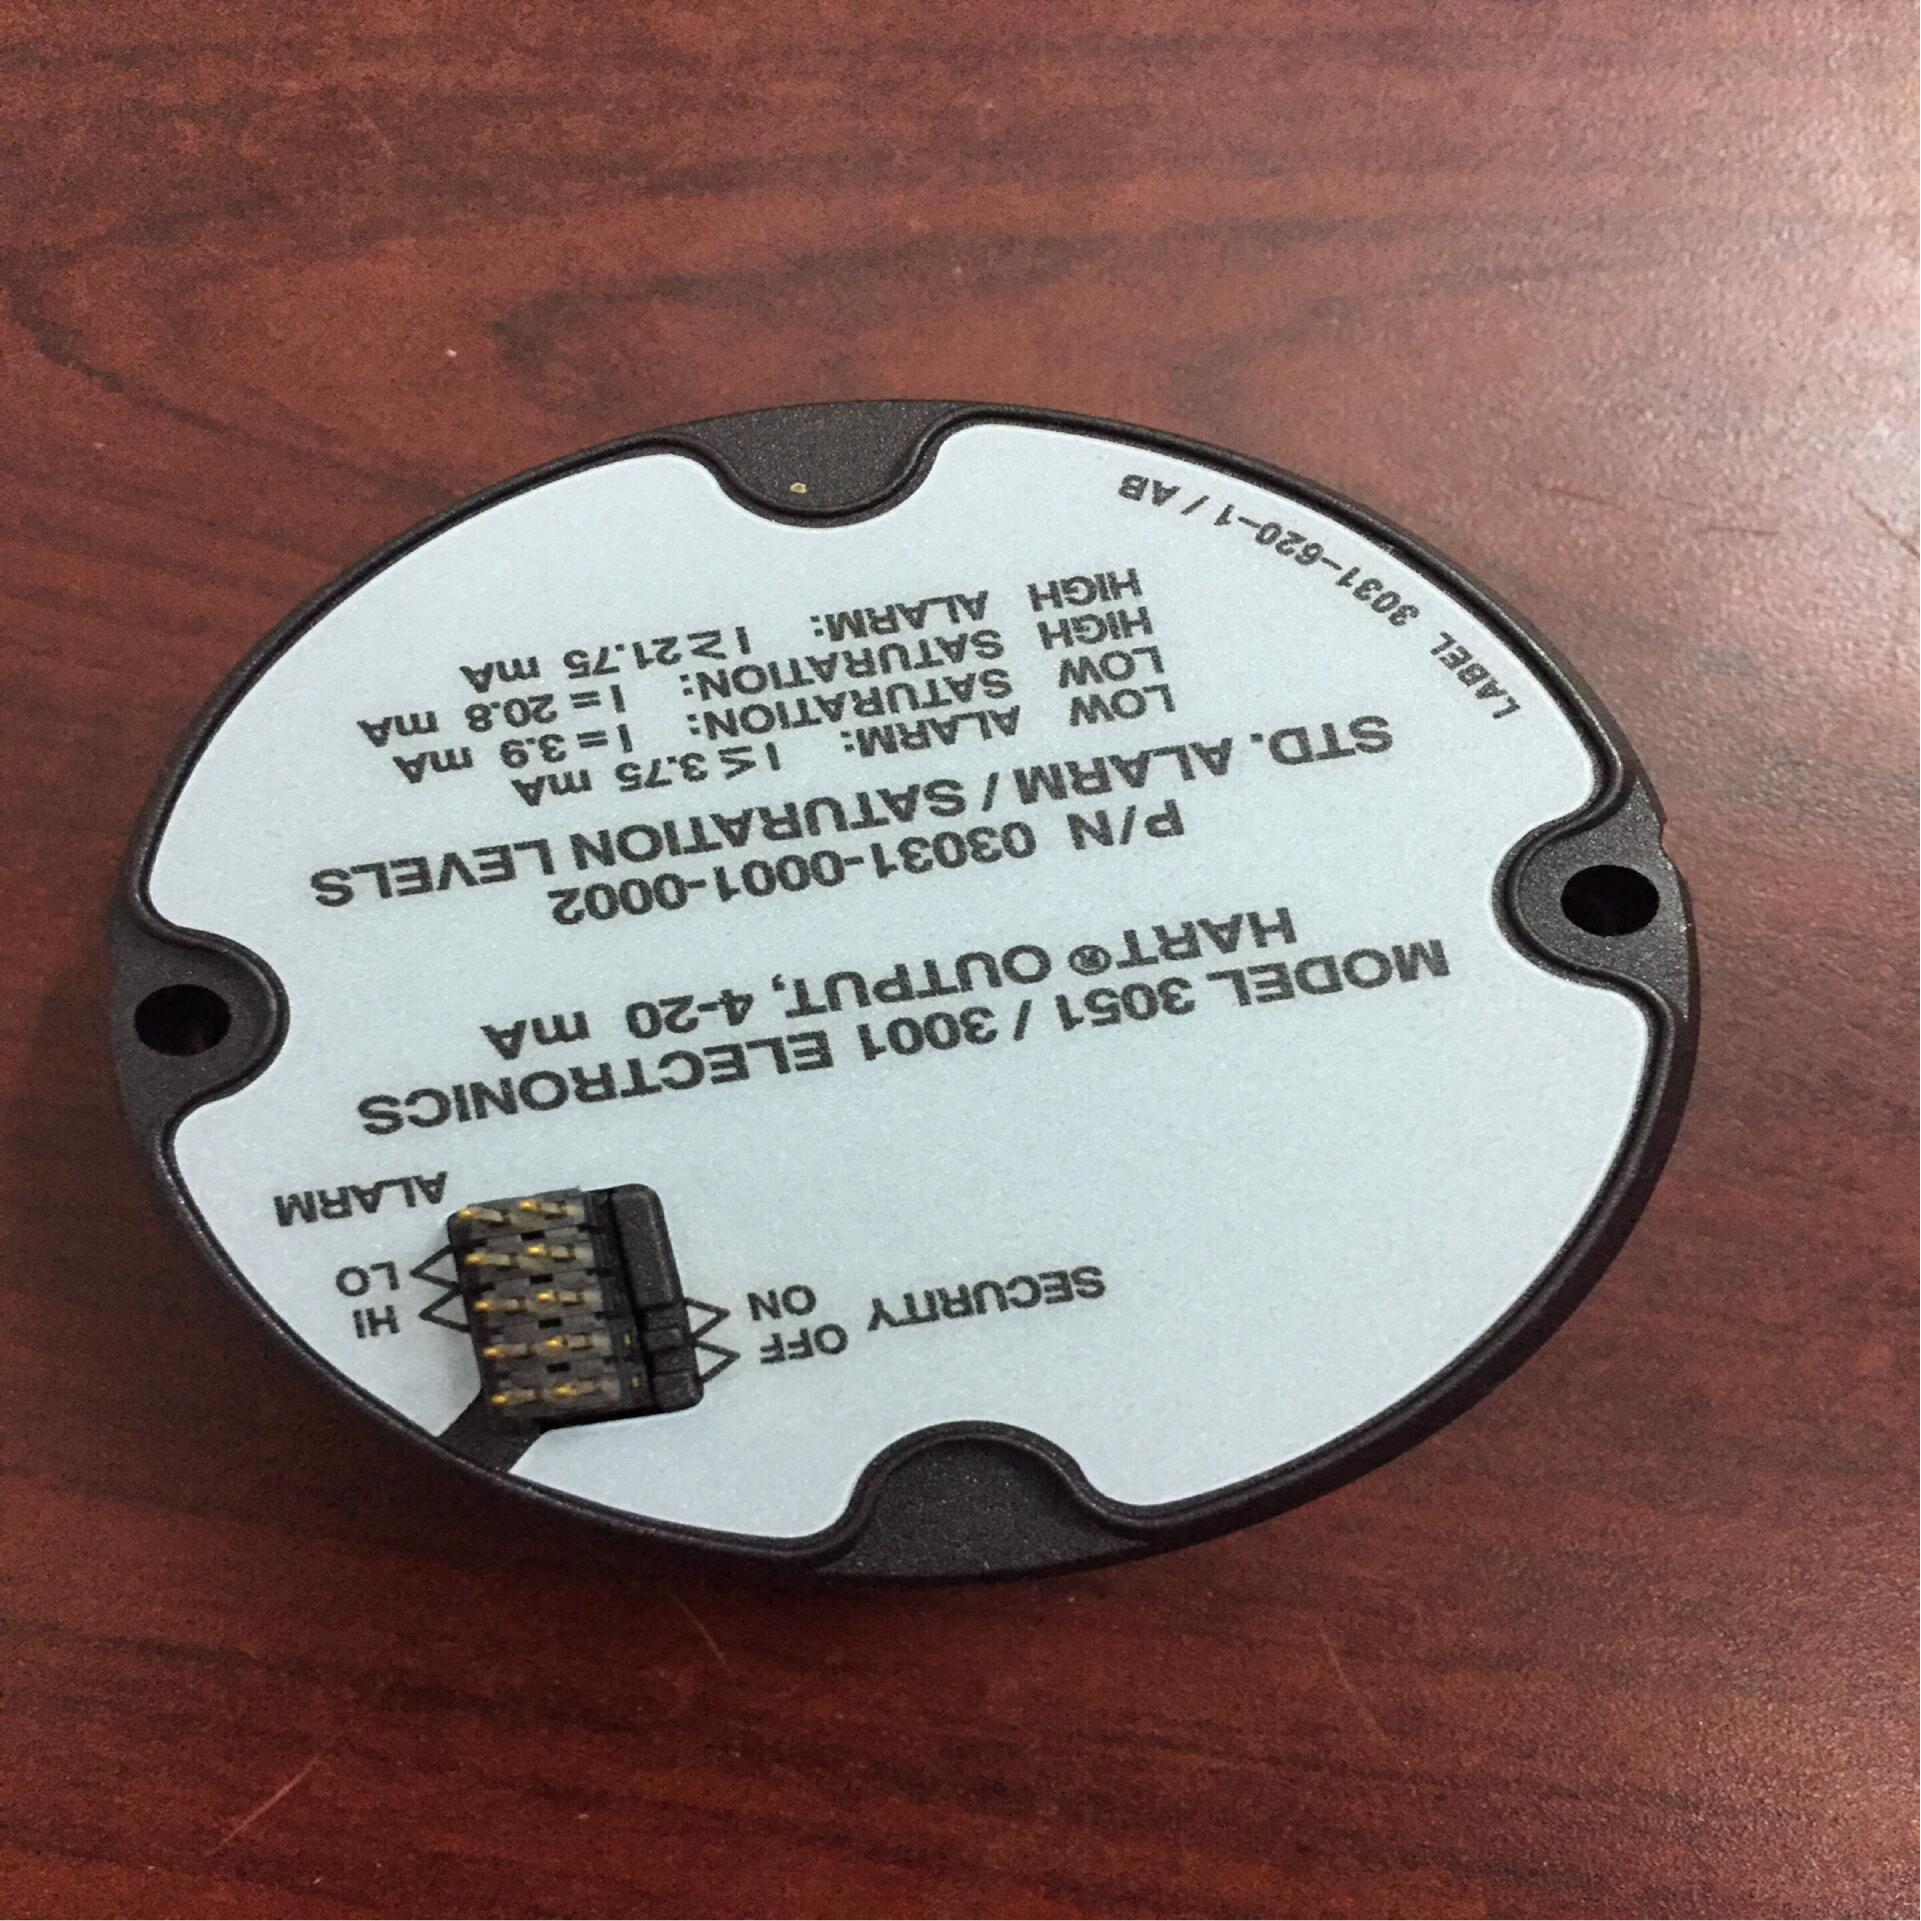 SECURITY
OFF
ON
HI
LO
ALARM
MODEL 3051 / 3001 ELECTRONICS
HART® OUTPUT, 4-20 mA
P/N 03031-0001-0002
STD. ALARM / SATURATION LEVELS
LOW ALARM: I ≤ 3.75 mA
LOW SATURATION: I = 3.9 mA
HIGH SATURATION: I = 20.8 mA
HIGH ALARM: I ≥ 21.75 mA
LABEL 3031-620-1 / AB